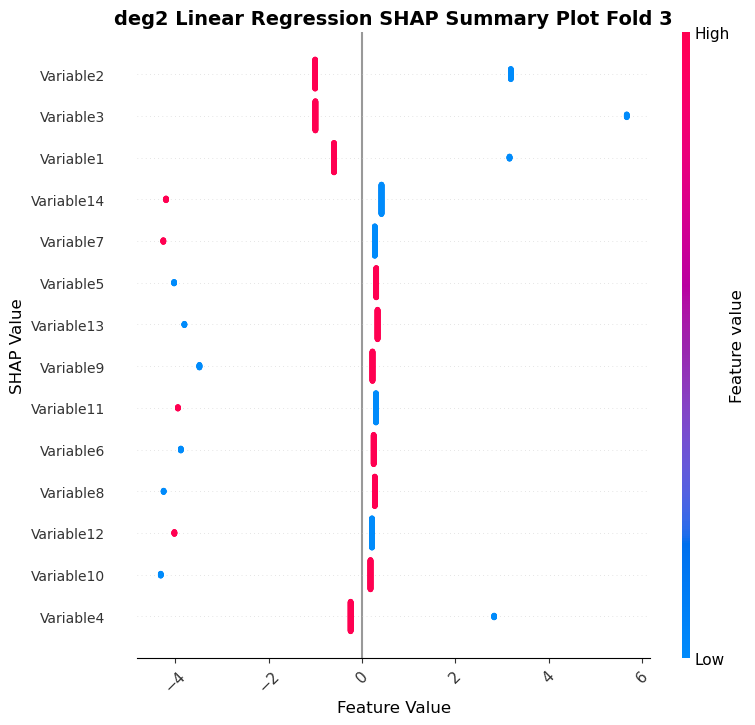 deg2 Linear Regression SHAP Summary Plot Fold 3
High
Variable2
Variable3
Variable1
Variable14
Variable7
Variable5
Variable13
Variable9
Variable11
Variable6
Variable8
Variable12
Variable10
Variable4
SHAP Value
Feature value
Low
−4
−2
0
2
4
6
Feature Value